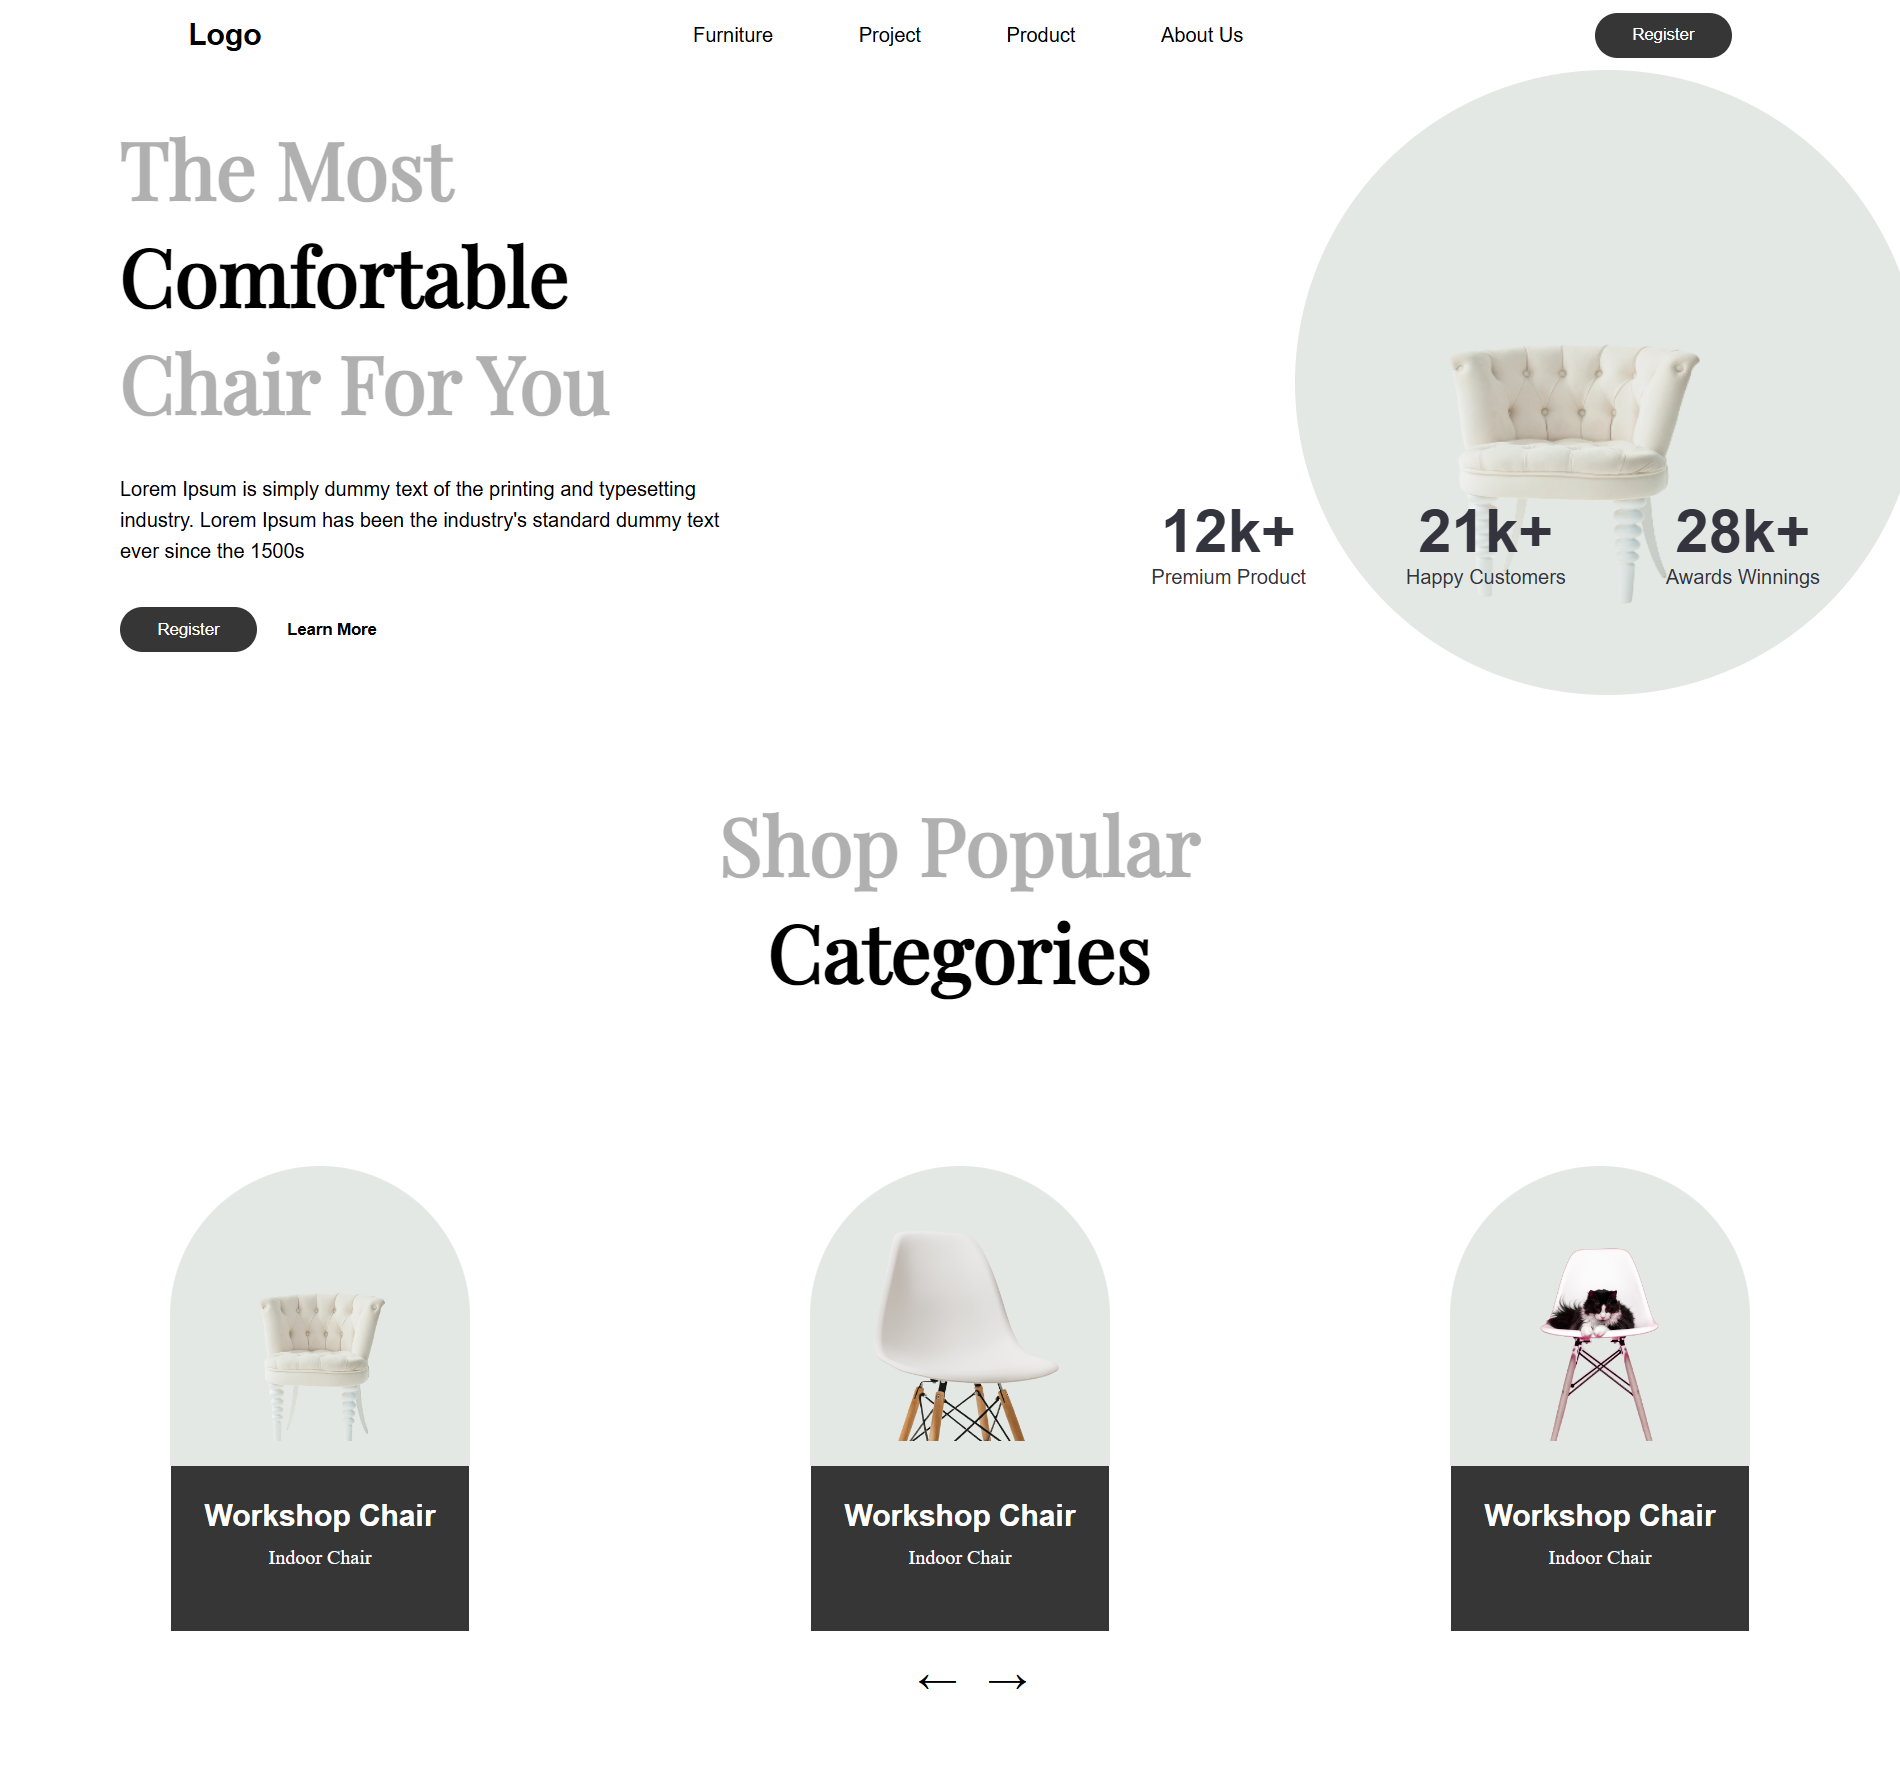 Logo
Furniture
Project
Product
About Us
Register
The Most
Comfortable
Chair For You
Lorem Ipsum is simply dummy text of the printing and typesetting
industry. Lorem Ipsum has been the industry's standard dummy text
ever since the 1500s
Register
Learn More
12k+
Premium Product
21k+
Happy Customers
28k+
Awards Winnings
Shop Popular
Categories
Workshop Chair
Indoor Chair
Workshop Chair
Indoor Chair
Workshop Chair
Indoor Chair